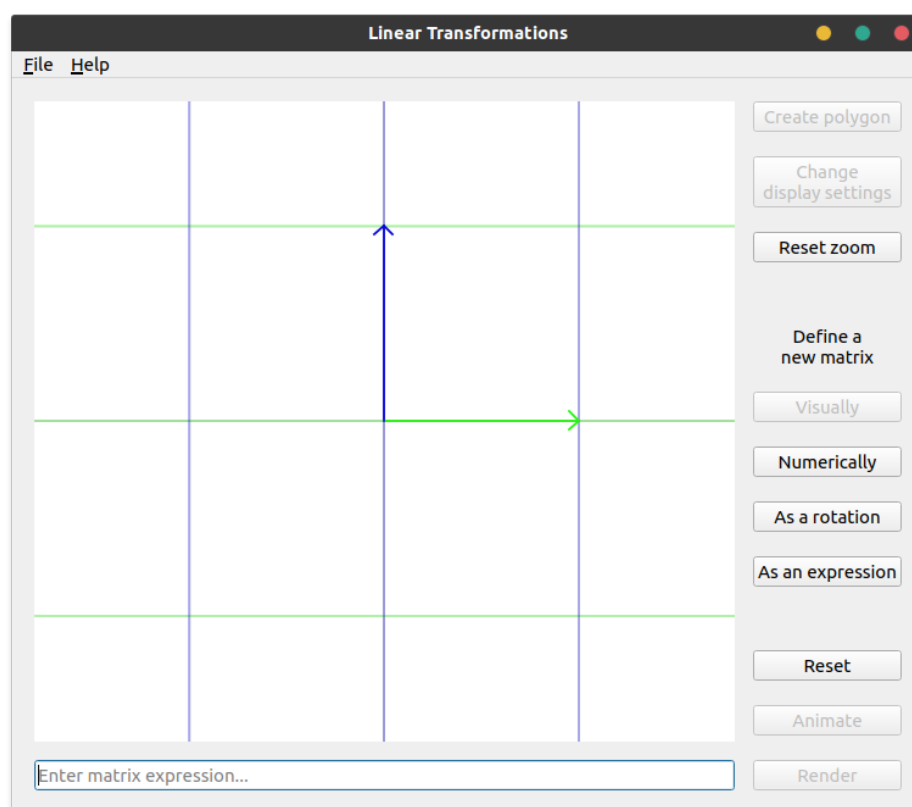 Linear Transformations
File Help
Create polygon
Change
display settings
Reset zoom
Define a
new matrix
Visually
Numerically
As a rotation
As an expression
Reset
Animate
Enter matrix expression...
Render